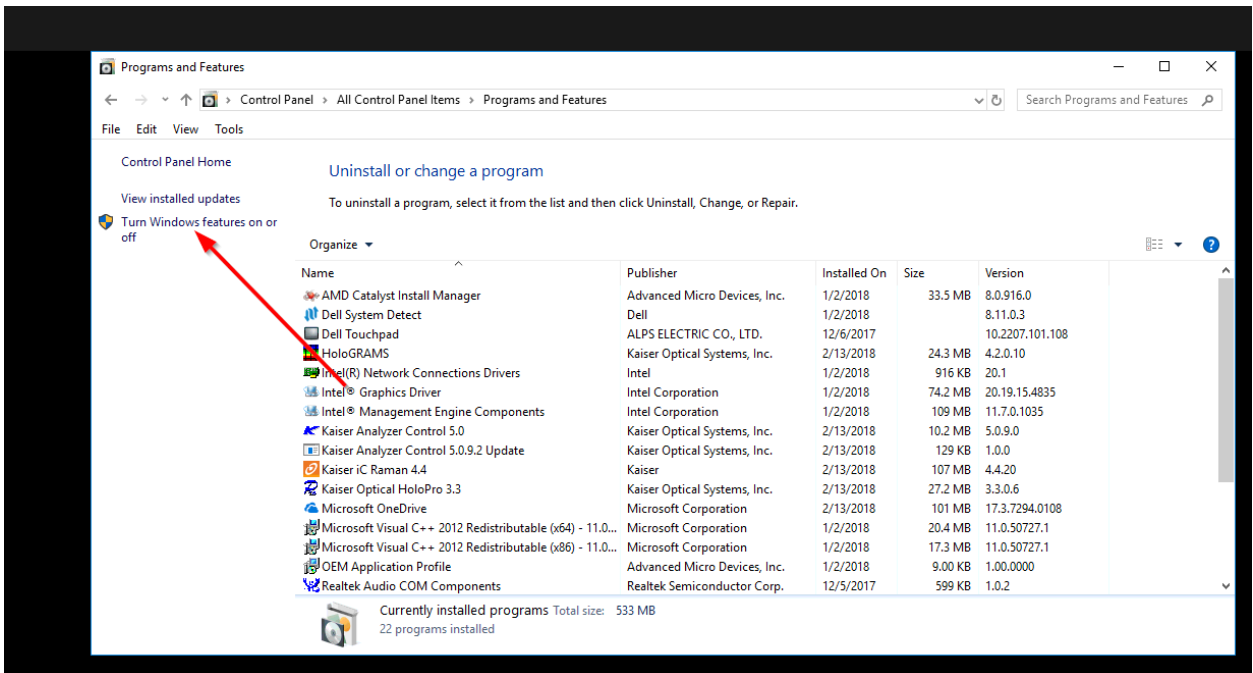 Programs and Features
Control Panel › All Control Panel Items › Programs and Features
Search Programs and Features
File Edit View Tools
Control Panel Home
View installed updates
Turn Windows features on or
off
Uninstall or change a program
To uninstall a program, select it from the list and then click Uninstall, Change, or Repair.
Organize
Name Publisher Installed On Size Version
AMD Catalyst Install Manager Advanced Micro Devices, Inc. 1/2/2018 33.5 MB 8.0.916.0
Dell System Detect Dell 1/2/2018 8.11.0.3
Dell Touchpad ALPS ELECTRIC CO., LTD. 12/6/2017 10.2207.101.108
HoloGRAMS Kaiser Optical Systems, Inc. 2/13/2018 24.3 MB 4.2.0.10
Intel(R) Network Connections Drivers Intel 1/2/2018 916 KB 20.1
Intel® Graphics Driver Intel Corporation 1/2/2018 74.2 MB 20.19.15.4835
Intel® Management Engine Components Intel Corporation 1/2/2018 109 MB 11.7.0.1035
Kaiser Analyzer Control 5.0 Kaiser Optical Systems, Inc. 2/13/2018 10.2 MB 5.0.9.0
Kaiser Analyzer Control 5.0.9.2 Update Kaiser Optical Systems, Inc. 2/13/2018 129 KB 1.0.0
Kaiser iC Raman 4.4 Kaiser 2/13/2018 107 MB 4.4.20
Kaiser Optical HoloPro 3.3 Kaiser Optical Systems, Inc. 2/13/2018 27.2 MB 3.3.0.6
Microsoft OneDrive Microsoft Corporation 2/13/2018 101 MB 17.3.7294.0108
Microsoft Visual C++ 2012 Redistributable (x64) - 11.0... Microsoft Corporation 1/2/2018 20.4 MB 11.0.50727.1
Microsoft Visual C++ 2012 Redistributable (x86) - 11.0... Microsoft Corporation 1/2/2018 17.3 MB 11.0.50727.1
OEM Application Profile Advanced Micro Devices, Inc. 1/2/2018 9.00 KB 1.00.0000
Realtek Audio COM Components Realtek Semiconductor Corp. 12/5/2017 599 KB 1.0.2
Currently installed programs Total size: 533 MB
22 programs installed